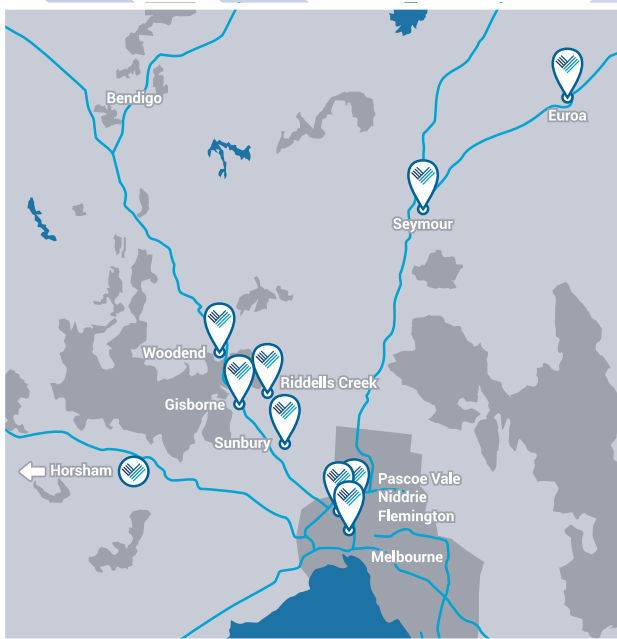 Bendigo
Euroa
Seymour
Woodend
Riddells Creek
Gisborne
Sunbury
Horsham
Pascoe Vale
Niddrie
Flemington
Melbourne